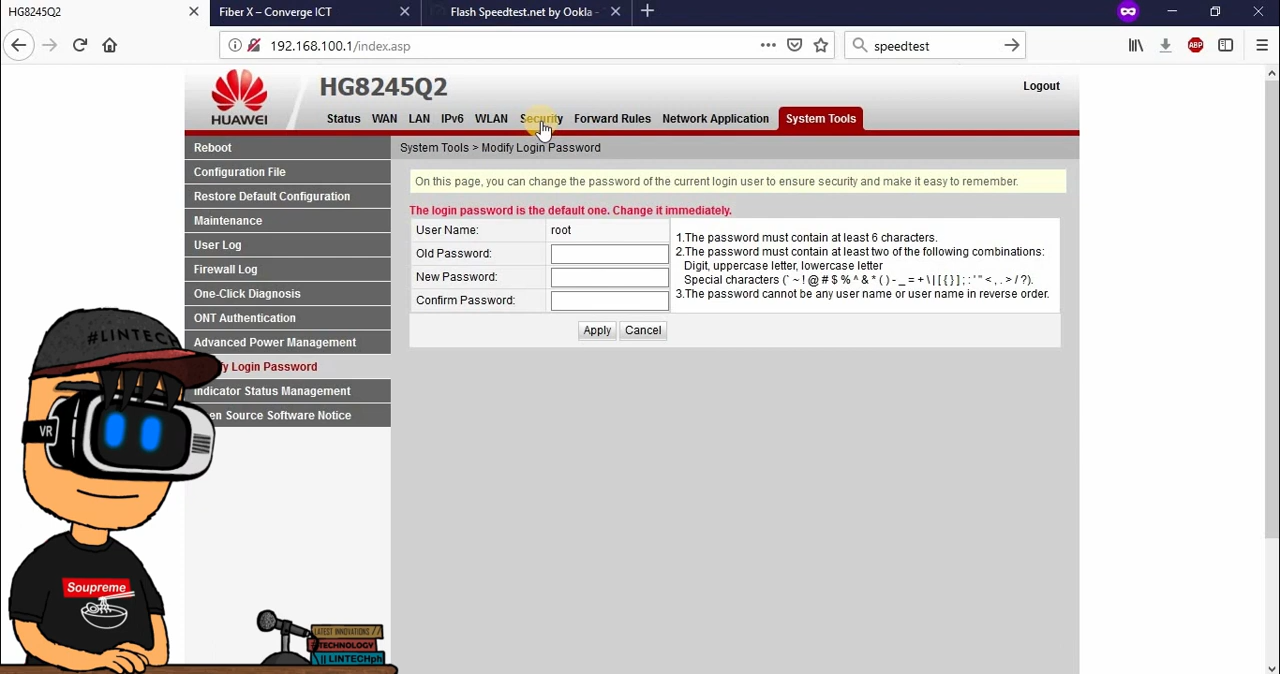 HG8245Q2
Fiber X – Converge ICT
Flash Speedtest.net by Ookla -
192.168.100.1/index.asp
speedtest
ABP
HUAWEI
HG8245Q2
Logout
Status WAN LAN IPv6 WLAN Security Forward Rules Network Application System Tools
Reboot
Configuration File
Restore Default Configuration
Maintenance
User Log
Firewall Log
One-Click Diagnosis
ONT Authentication
Advanced Power Management
fy Login Password
Indicator Status Management
en Source Software Notice
System Tools > Modify Login Password
On this page, you can change the password of the current login user to ensure security and make it easy to remember.
The login password is the default one. Change it immediately.
User Name: root
Old Password:
New Password:
Confirm Password:
1.The password must contain at least 6 characters.
2.The password must contain at least two of the following combinations:
Digit, uppercase letter, lowercase letter
Special characters (` ~ ! @ # $ % ^ & * ( ) - _ = + \ | [ { } ] ; : ' " < , . > / ?).
3.The password cannot be any user name or user name in reverse order.
Apply Cancel
#LINTECH
VR
Soupreme
LATEST INNOVATIONS //
#TECHNOLOGY
|| LINTECHph